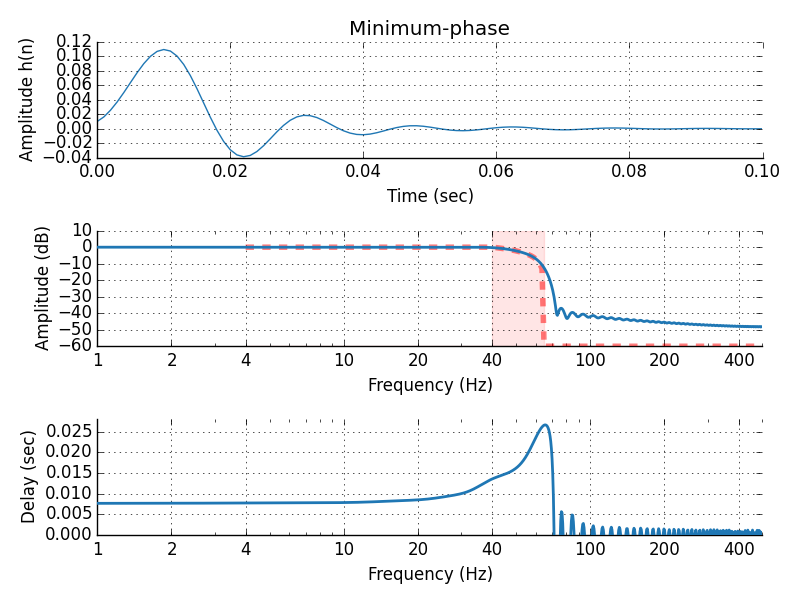 Minimum-phase
Amplitude h(n)
0.12
0.10
0.08
0.06
0.04
0.02
0.00
−0.02
−0.04
0.00 0.02 0.04 0.06 0.08 0.10
Time (sec)
Amplitude (dB)
10
0
−10
−20
−30
−40
−50
−60
1 2 4 10 20 40 100 200 400
Frequency (Hz)
Delay (sec)
0.025
0.020
0.015
0.010
0.005
0.000
1 2 4 10 20 40 100 200 400
Frequency (Hz)